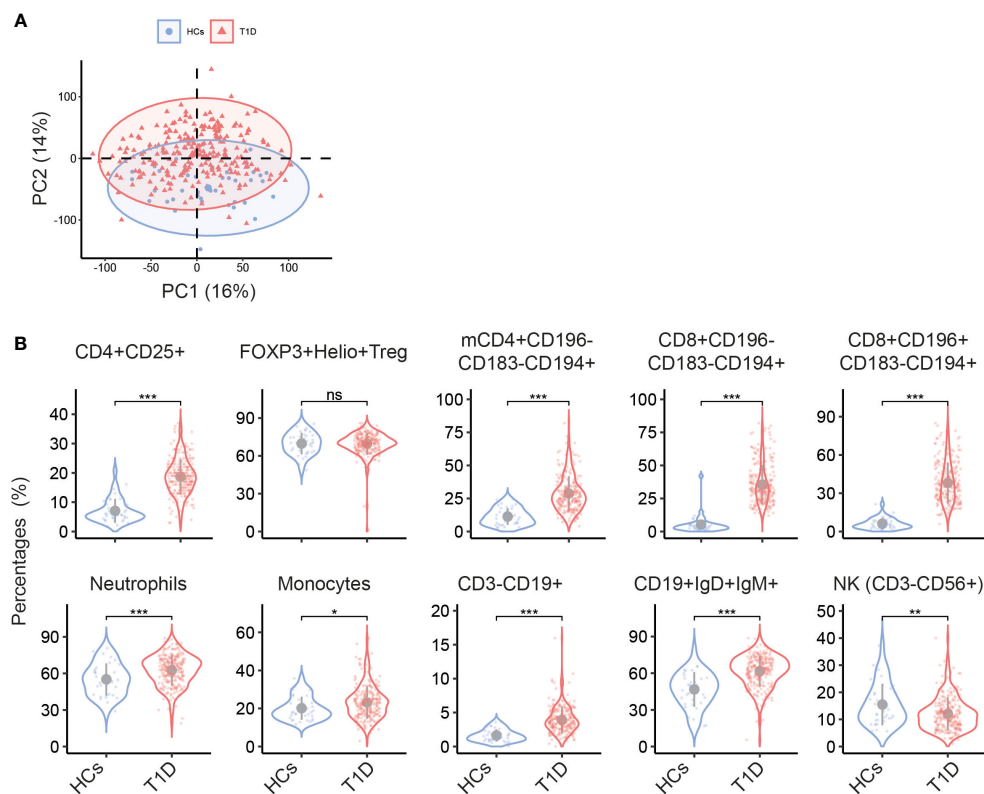 A
HCs T1D
100
0
-100
PC2 (14%)
-100 -50 0 50 100
PC1 (16%)
B
CD4+CD25+
FOXP3+Helio+Treg
mCD4+CD196-
CD183-CD194+
CD8+CD196-
CD183-CD194+
CD8+CD196+
CD183-CD194+
Percentages (%)
***
40
30
20
10
0
ns
90
60
30
0
***
100
75
50
25
0
***
100
75
50
25
0
***
90
60
30
0
Neutrophils
Monocytes
CD3-CD19+
CD19+IgD+IgM+
NK (CD3-CD56+)
***
90
60
30
0
HCs T1D
*
60
40
20
0
HCs T1D
***
20
15
10
5
0
HCs T1D
***
90
60
30
0
HCs T1D
**
50
40
30
20
10
0
HCs T1D